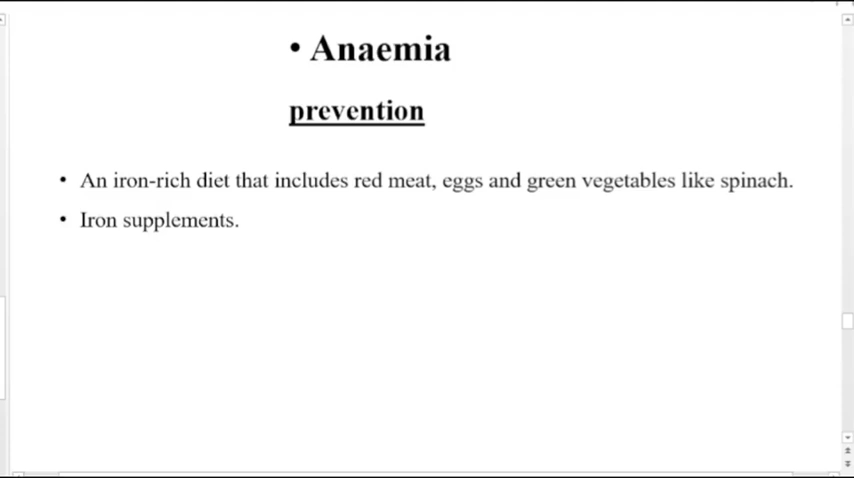 • Anaemia
prevention
• An iron-rich diet that includes red meat, eggs and green vegetables like spinach.
• Iron supplements.